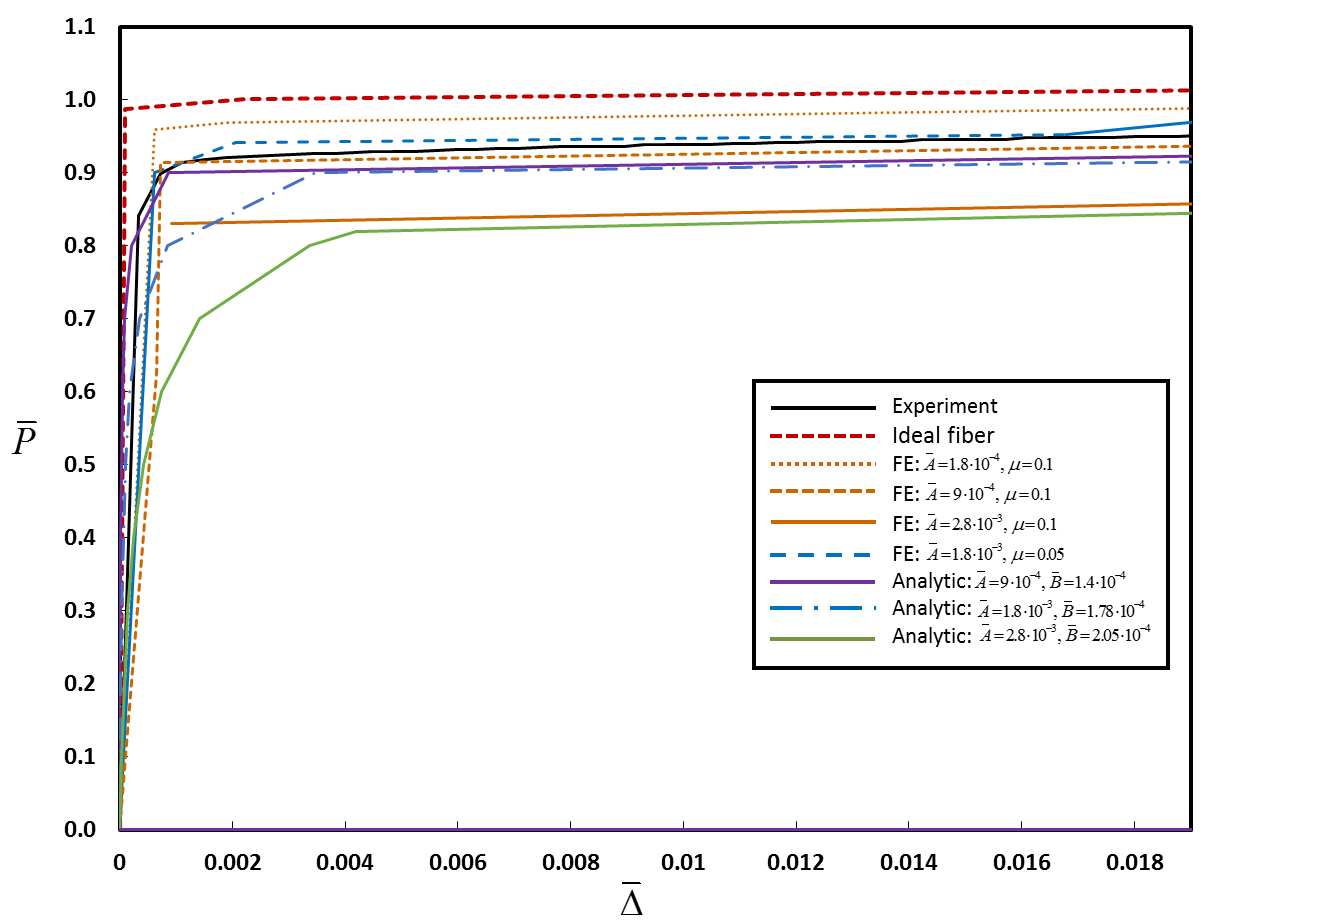 1.1
1.0
0.9
0.8
0.7
0.6
0.5
0.4
0.3
0.2
0.1
0.0
P̅
0 0.002 0.004 0.006 0.008 0.01 0.012 0.014 0.016 0.018
Δ̅
Experiment
Ideal fiber
FE: A̅=1.8·10⁻⁴, μ=0.1
FE: A̅=9·10⁻⁴, μ=0.1
FE: A̅=2.8·10⁻³, μ=0.1
FE: A̅=1.8·10⁻³, μ=0.05
Analytic: A̅=9·10⁻⁴, B̅=1.4·10⁻⁴
Analytic: A̅=1.8·10⁻³, B̅=1.78·10⁻⁴
Analytic: A̅=2.8·10⁻³, B̅=2.05·10⁻⁴